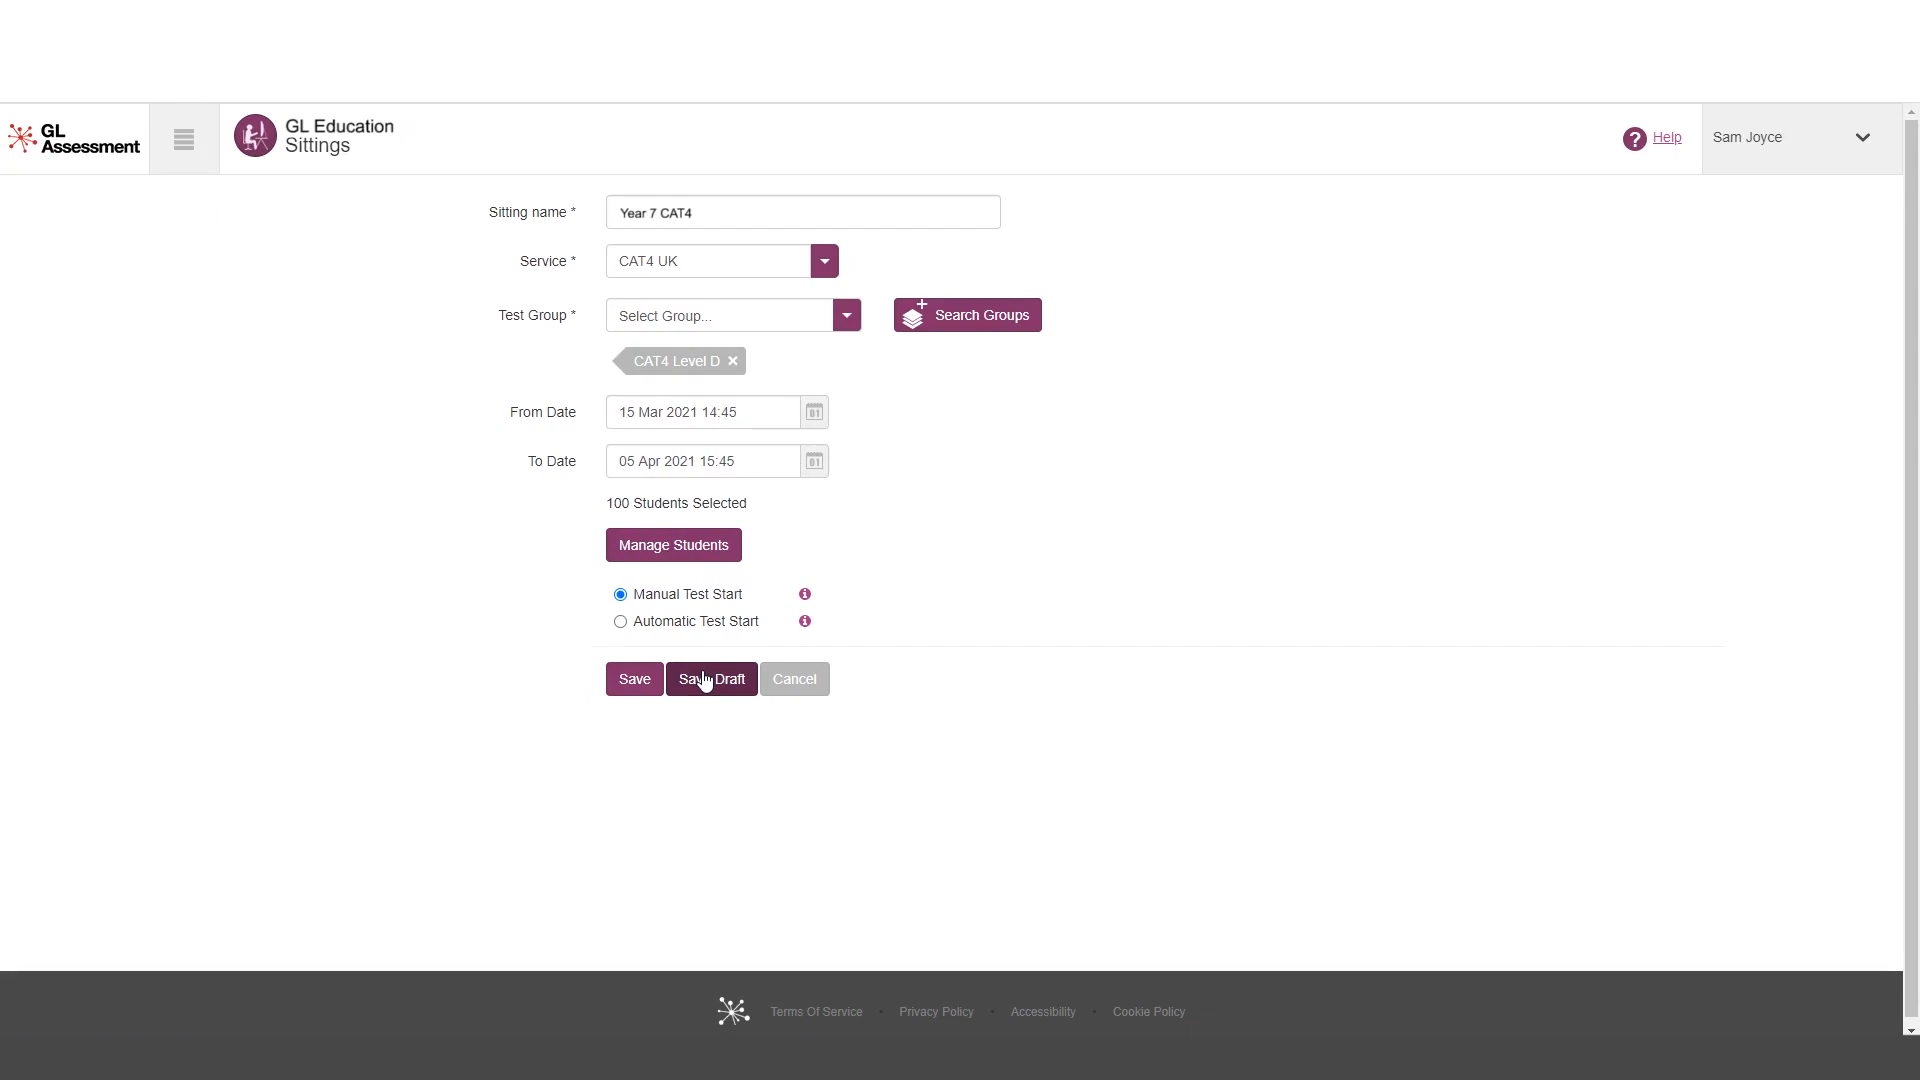 GL
Assessment
GL Education
Sittings
? Help
Sam Joyce
Sitting name *
Year 7 CAT4
Service *
CAT4 UK
Test Group *
Select Group...
Search Groups
CAT4 Level D ×
From Date
15 Mar 2021 14:45
01
To Date
05 Apr 2021 15:45
01
100 Students Selected
Manage Students
Manual Test Start
Automatic Test Start
Save
Save Draft
Cancel
Terms Of Service · Privacy Policy · Accessibility · Cookie Policy